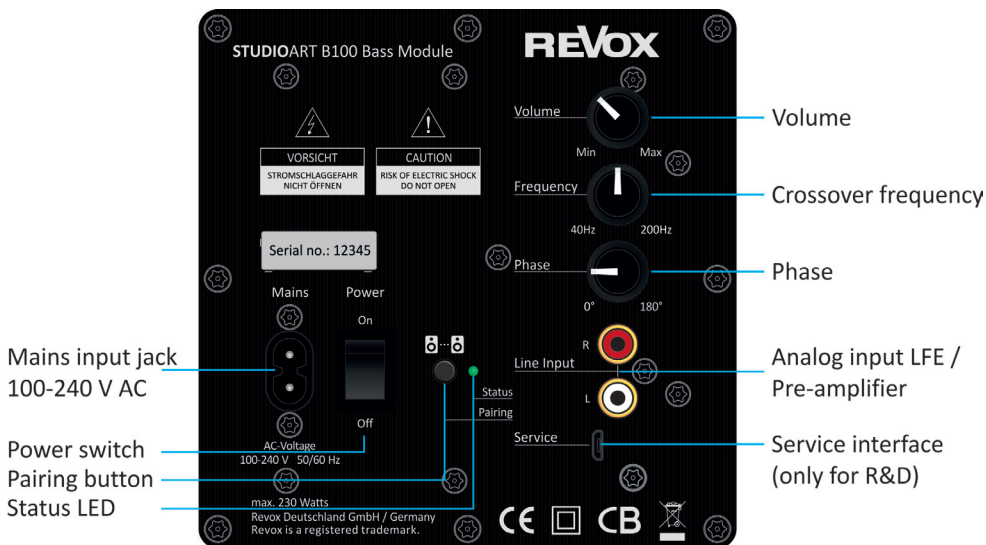 STUDIOART B100 Bass Module
REVOX
VORSICHT
STROMSCHLAGGEFAHR
NICHT ÖFFNEN
CAUTION
RISK OF ELECTRIC SHOCK
DO NOT OPEN
Serial no.: 12345
Mains
Power
On
Off
AC-Voltage
100-240 V 50/60 Hz
max. 230 Watts
Revox Deutschland GmbH / Germany
Revox is a registered trademark.
Status
Pairing
Volume
Min
Max
Frequency
40Hz
200Hz
Phase
0°
180°
R
Line Input
L
Service
CE
CB
Mains input jack
100-240 V AC
Power switch
Pairing button
Status LED
Volume
Crossover frequency
Phase
Analog input LFE /
Pre-amplifier
Service interface
(only for R&D)